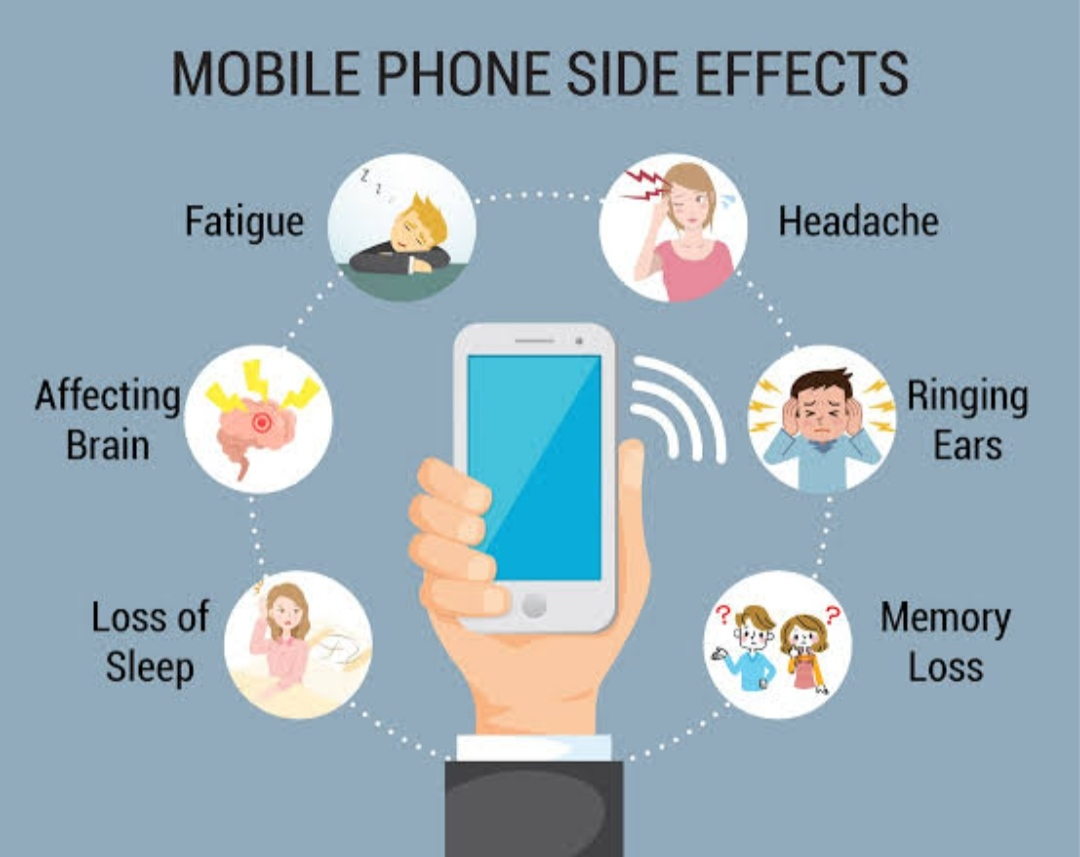 MOBILE PHONE SIDE EFFECTS
Fatigue
Headache
Affecting
Brain
Ringing
Ears
Loss of
Sleep
Memory
Loss
z
z
z
?
?